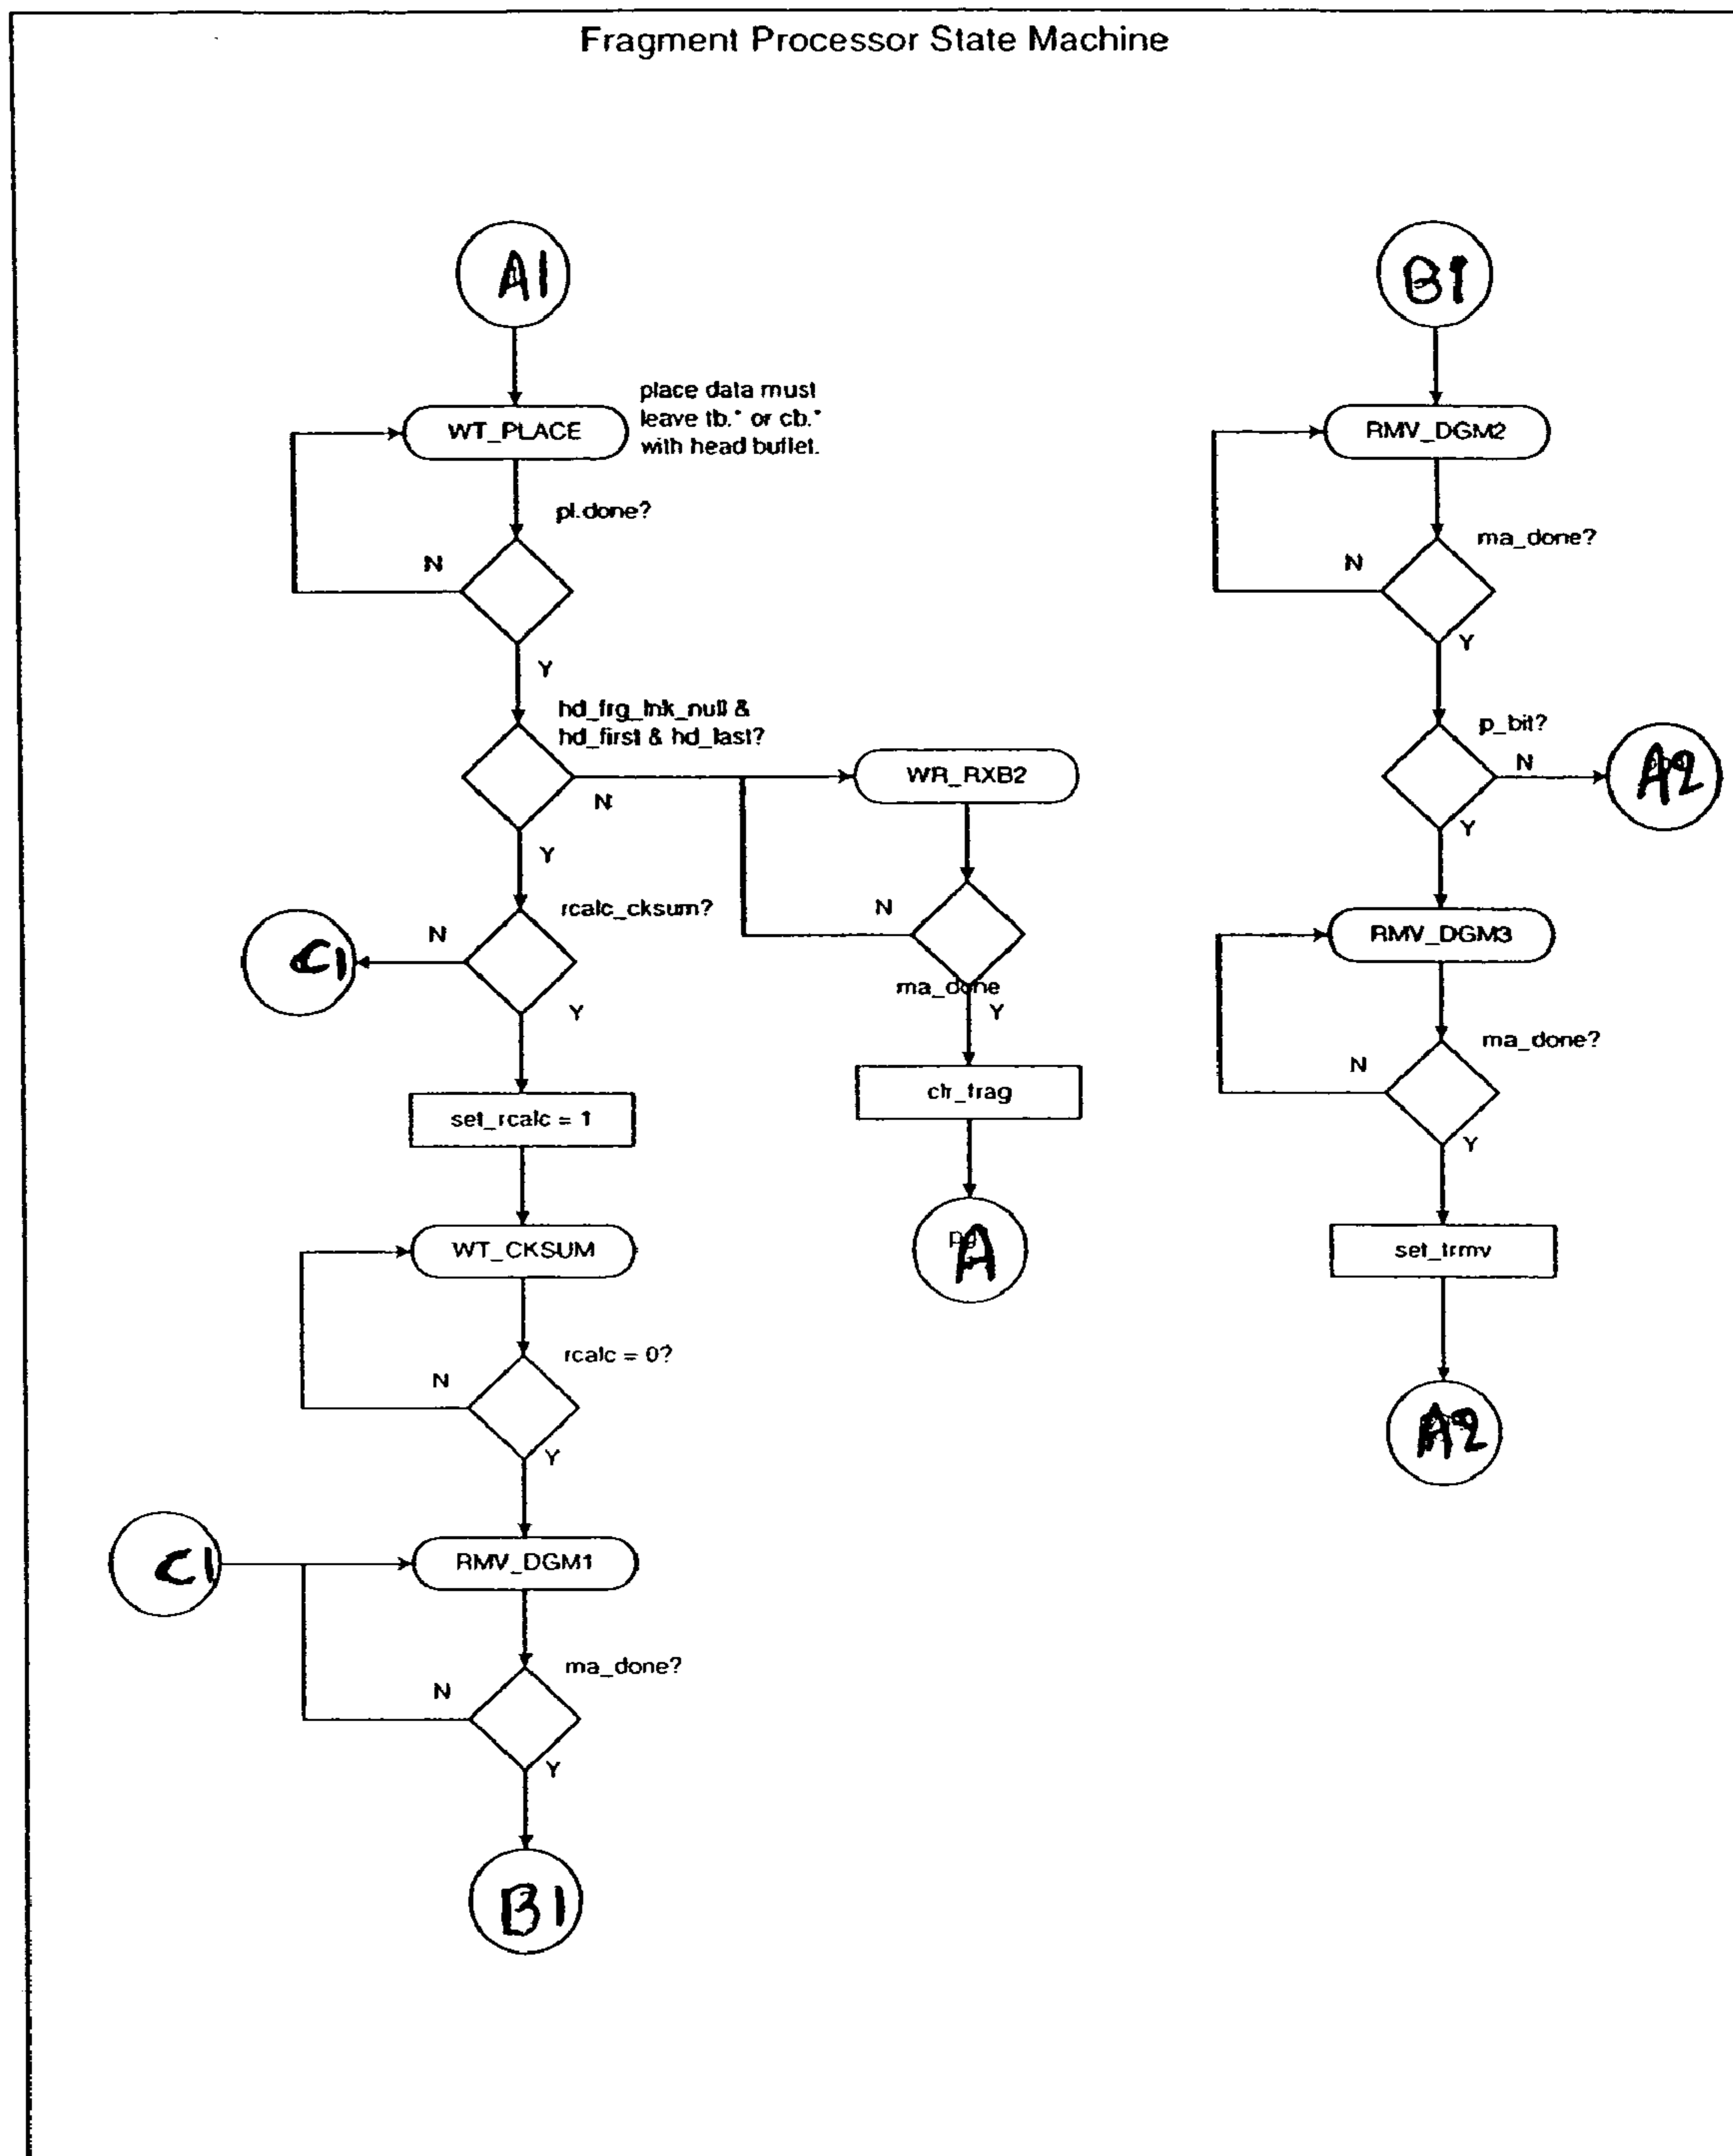 Fragment Processor State Machine
A1
WT_PLACE
place data must
leave tb.* or cb.*
with head buffet.
pl.done?
N
Y
hd_frg_lnk_null &
hd_first & hd_last?
N
Y
WR_RXB2
N
ma_done
Y
clr_frag
A
rcalc_cksum?
N
C1
Y
set_rcalc = 1
WT_CKSUM
rcalc = 0?
N
Y
C1
RMV_DGM1
ma_done?
N
Y
B1
B1
RMV_DGM2
ma_done?
N
Y
p_bit?
N
A2
Y
RMV_DGM3
ma_done?
N
Y
set_frmv
A2